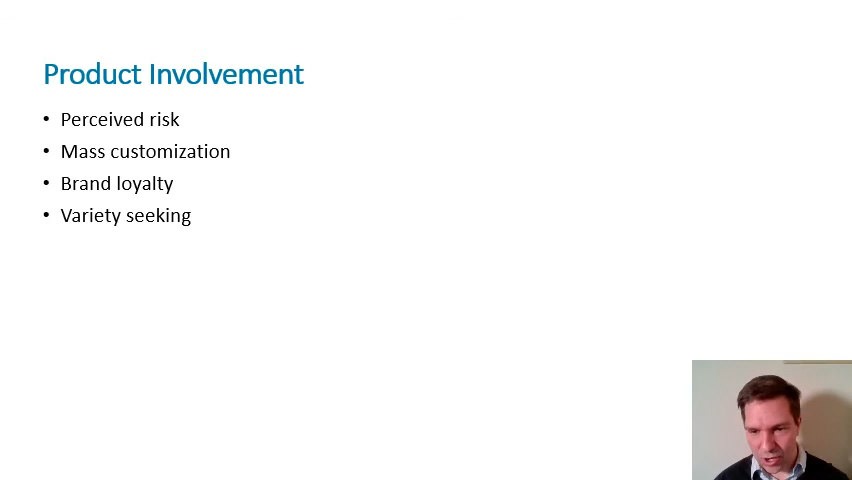 Product Involvement
• Perceived risk
• Mass customization
• Brand loyalty
• Variety seeking